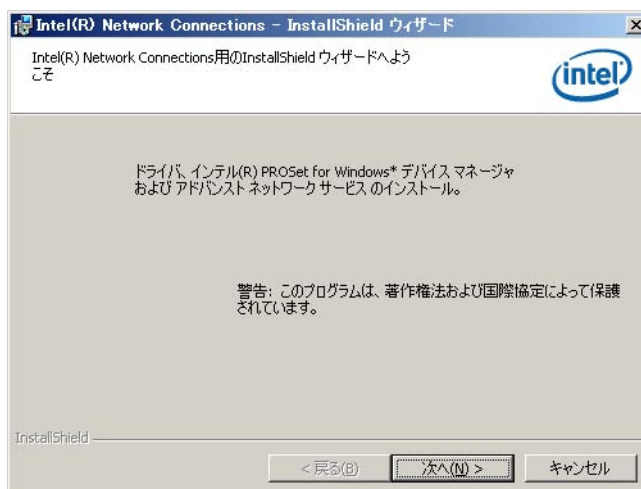 Intel(R) Network Connections - InstallShield ウィザード
Intel(R) Network Connections用のInstallShield ウィザードへよう
こそ
intel
ドライバ、インテル(R) PROSet for Windows* デバイス マネージャ
および アドバンスト ネットワーク サービス のインストール。
警告: このプログラムは、著作権法および国際協定によって保護
されています。
InstallShield
< 戻る(B)
次へ(N) >
キャンセル